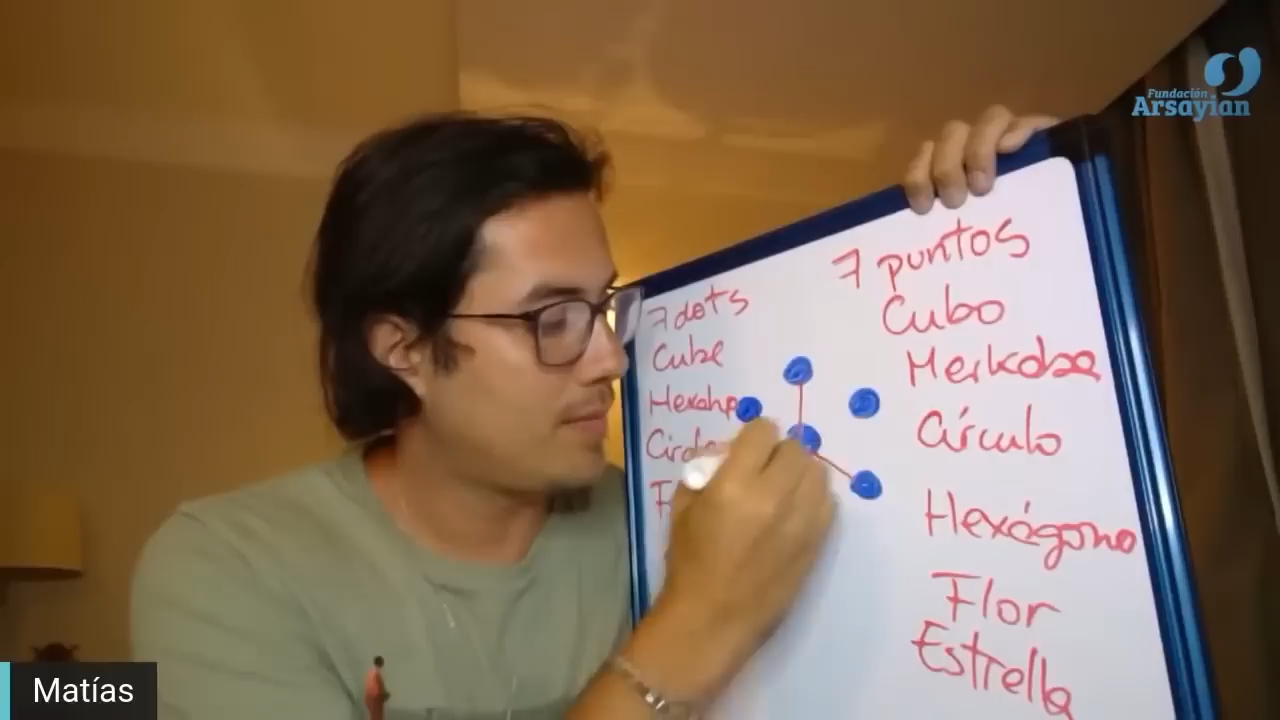 Fundación
Arsayian
7 puntos
Cubo
Merkaba
Círculo
Hexágono
Flor
Estrella
7 dots
Cube
Matías